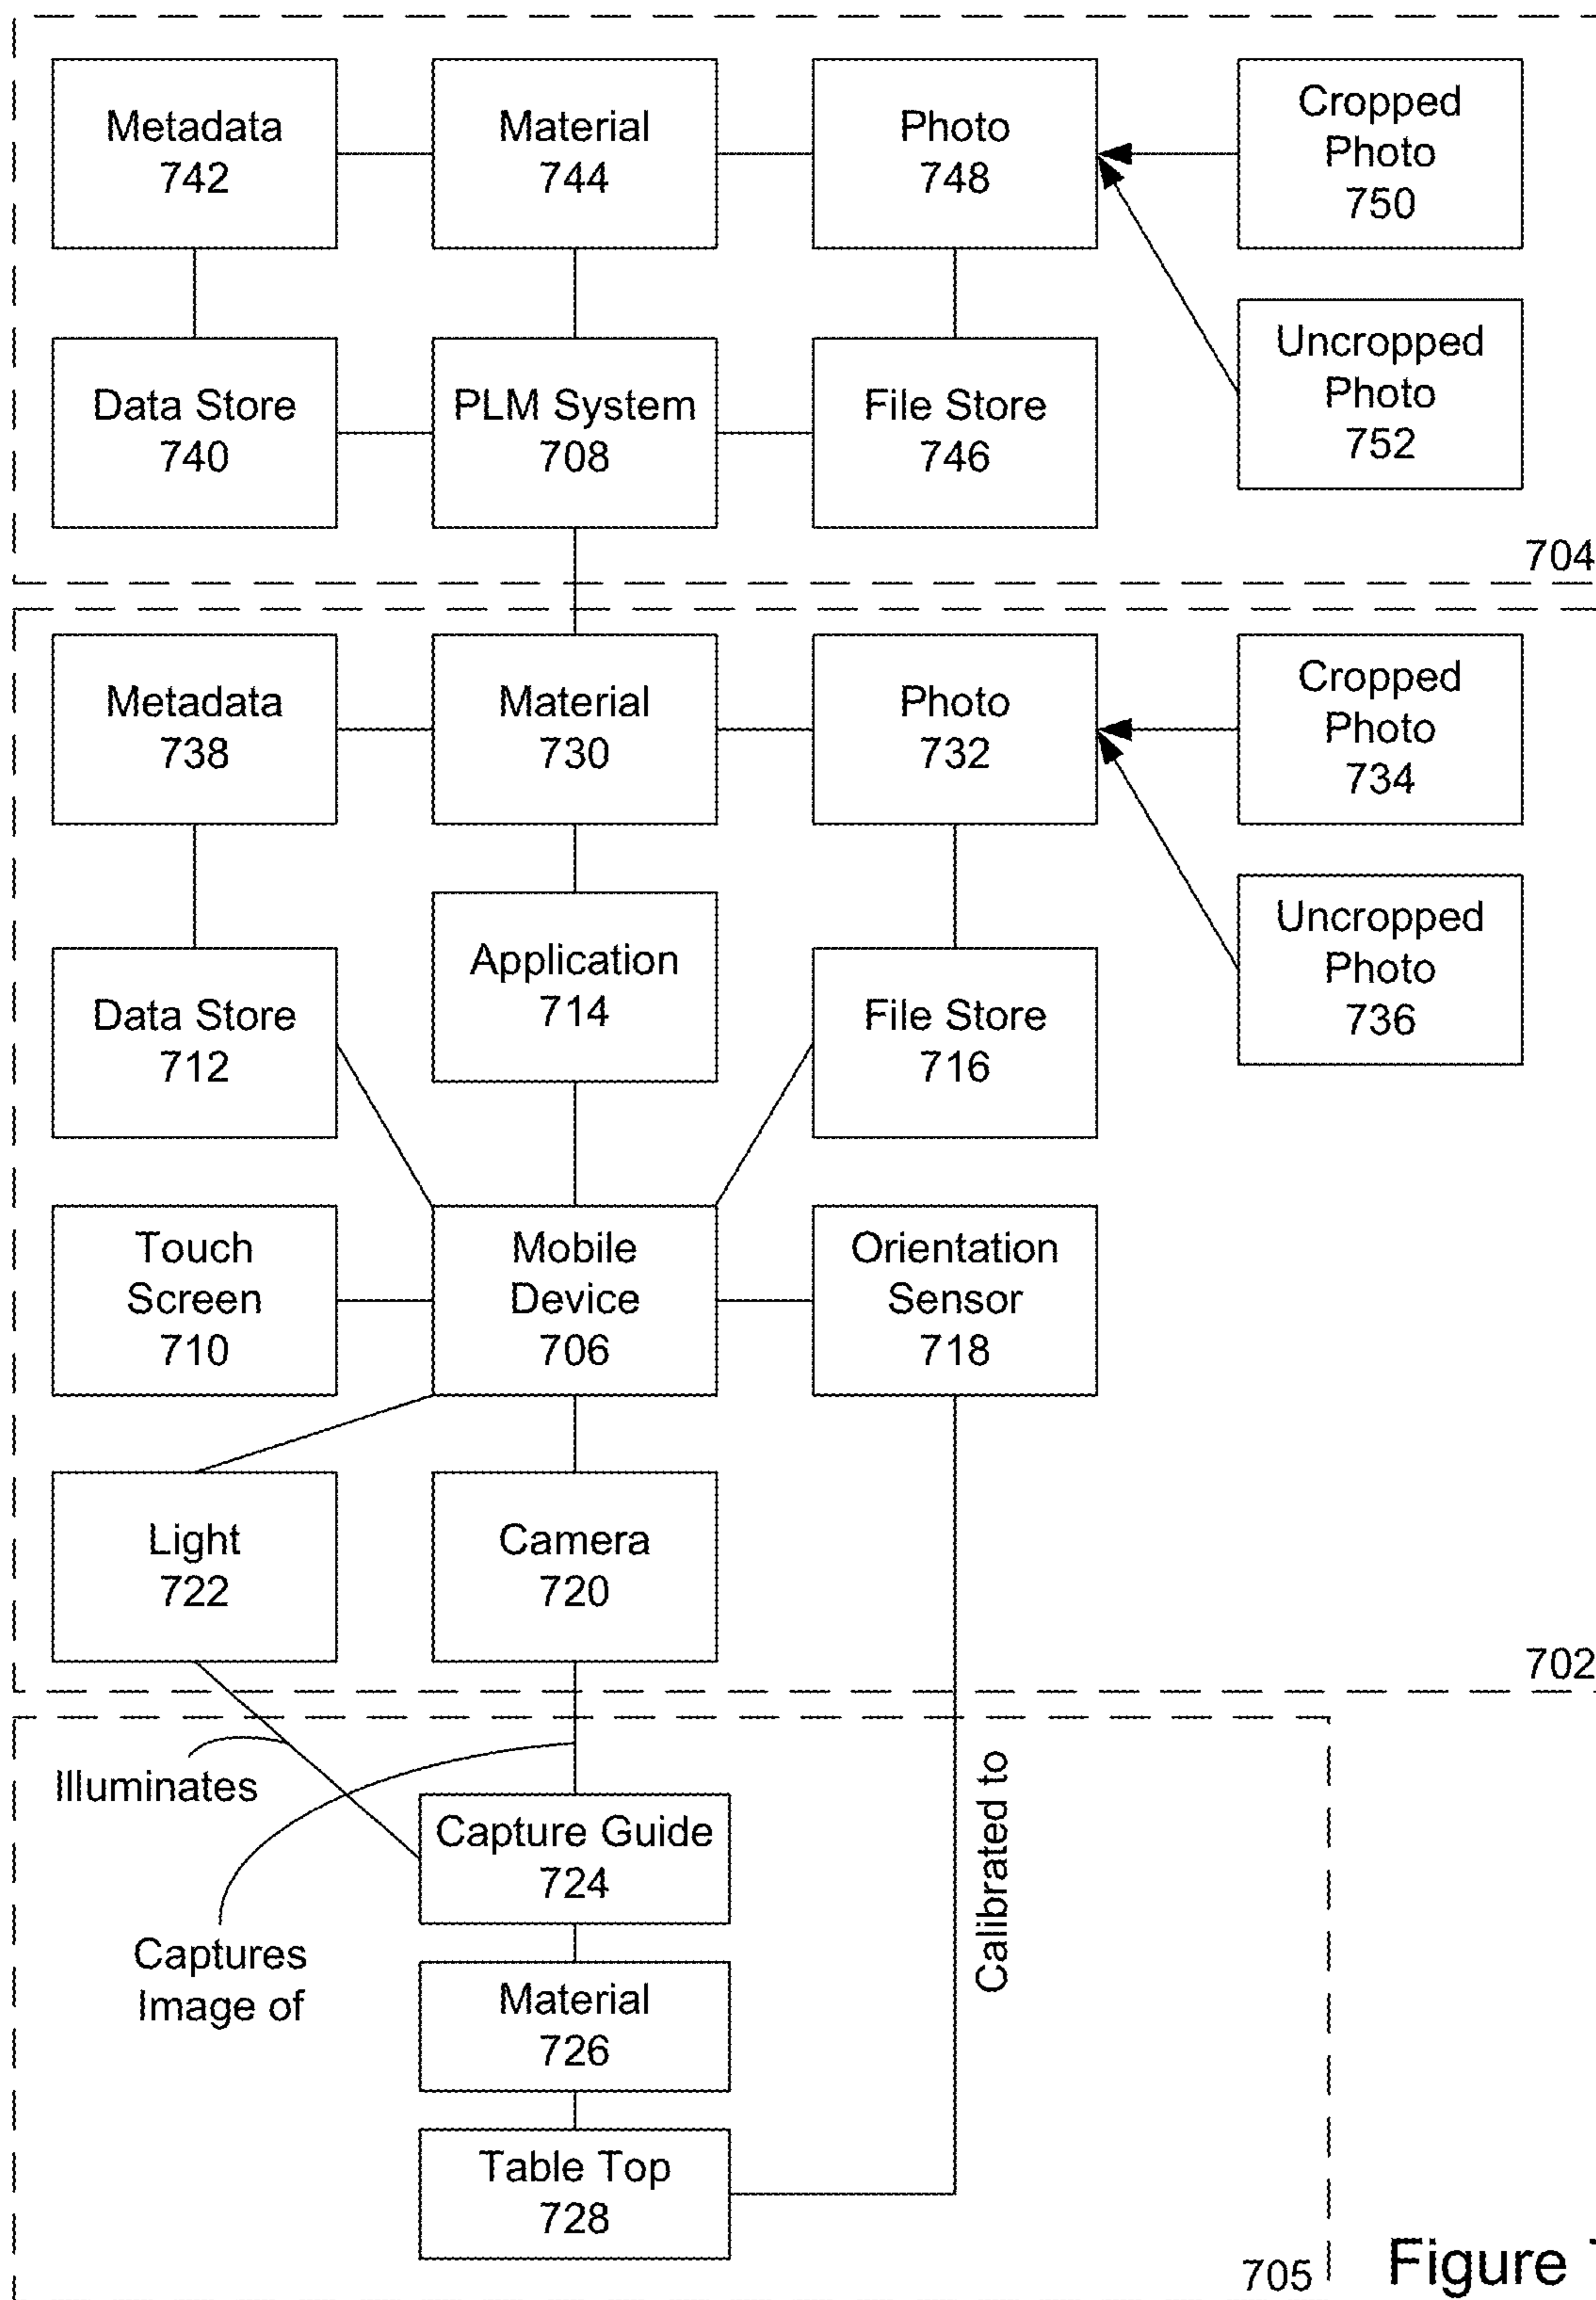 Metadata
742
Material
744
Photo
748
Cropped
Photo
750
Uncropped
Photo
752
Data Store
740
PLM System
708
File Store
746
704
Metadata
738
Material
730
Photo
732
Cropped
Photo
734
Uncropped
Photo
736
Data Store
712
Application
714
File Store
716
Touch
Screen
710
Mobile
Device
706
Orientation
Sensor
718
Light
722
Camera
720
702
Illuminates
Captures
Image of
Capture Guide
724
Calibrated to
Material
726
Table Top
728
705
Figure